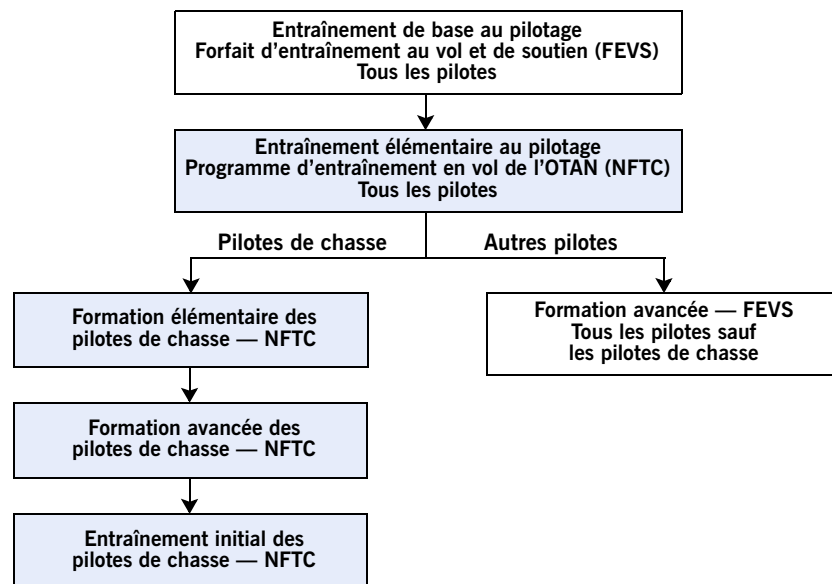 Entraînement de base au pilotage
Forfait d'entraînement au vol et de soutien (FEVS)
Tous les pilotes
Entraînement élémentaire au pilotage
Programme d'entraînement en vol de l'OTAN (NFTC)
Tous les pilotes
Pilotes de chasse
Autres pilotes
Formation élémentaire des
pilotes de chasse — NFTC
Formation avancée — FEVS
Tous les pilotes sauf
les pilotes de chasse
Formation avancée des
pilotes de chasse — NFTC
Entraînement initial des
pilotes de chasse — NFTC